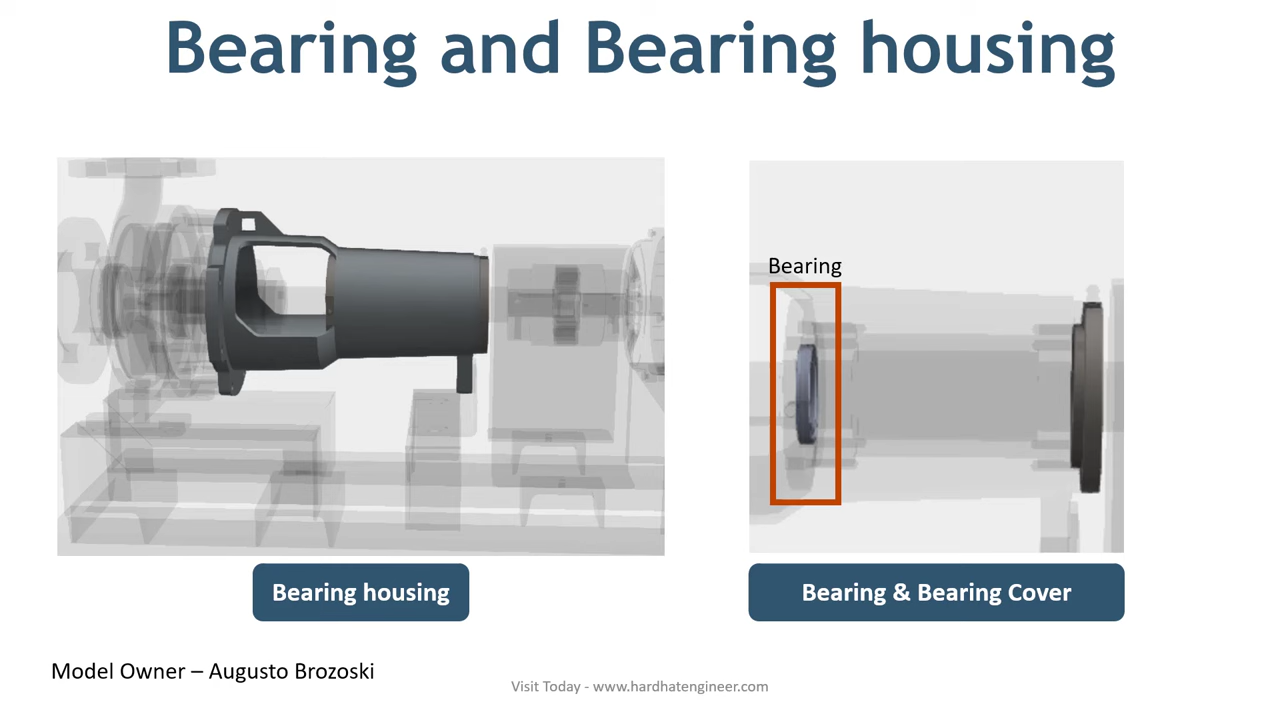 Bearing and Bearing housing
Bearing
Bearing housing
Bearing & Bearing Cover
Model Owner – Augusto Brozoski
Visit Today - www.hardhatengineer.com